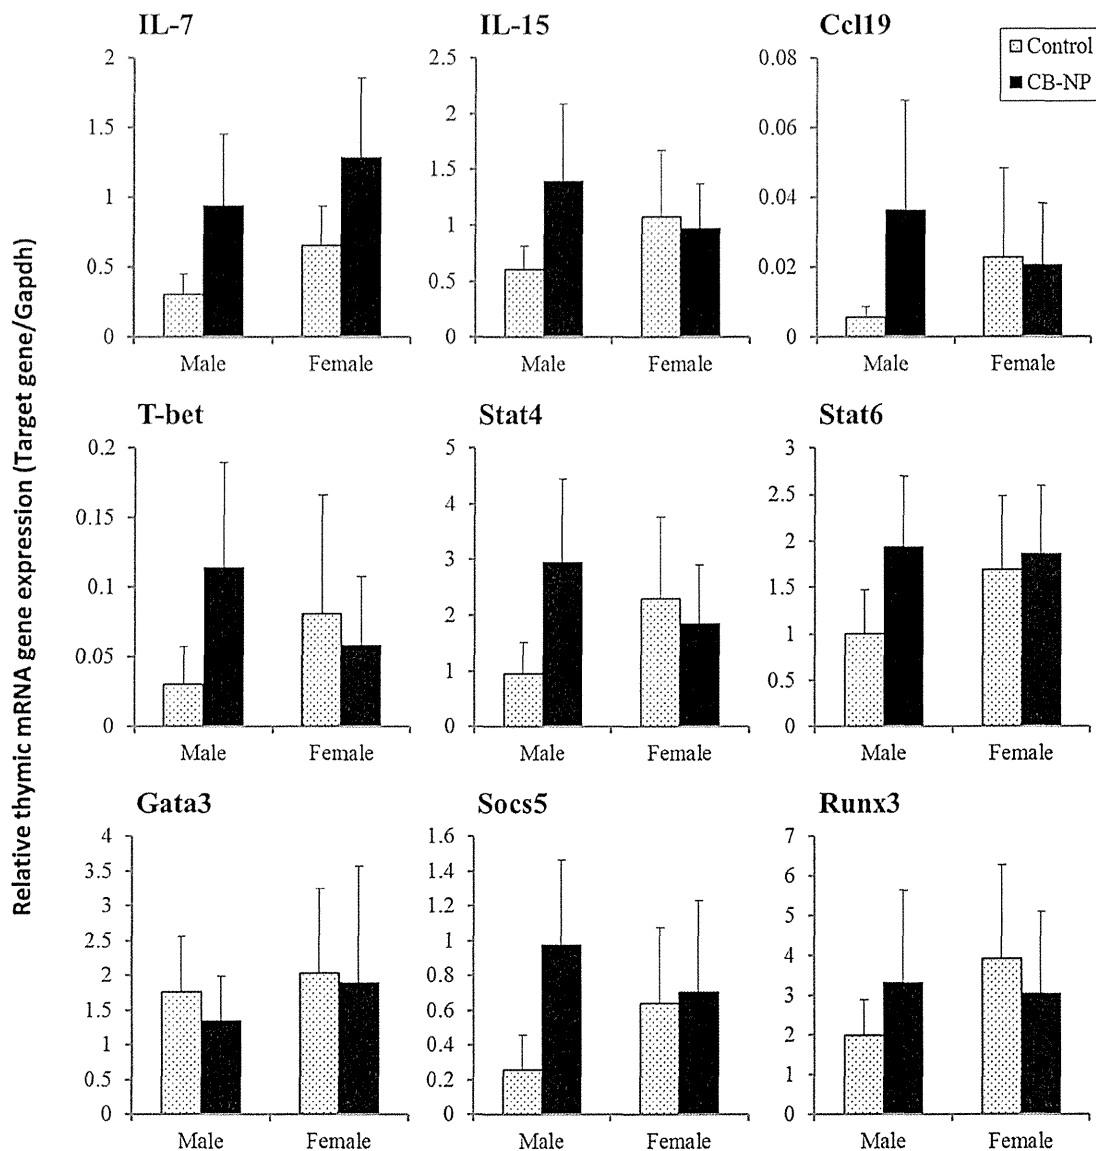 IL-7
2
1.5
1
0.5
0
Male Female
IL-15
2.5
2
1.5
1
0.5
0
Male Female
Ccl19
0.08
0.06
0.04
0.02
0
Male Female
Control
CB-NP
Relative thymic mRNA gene expression (Target gene/Gapdh)
T-bet
0.2
0.15
0.1
0.05
0
Male Female
Stat4
5
4
3
2
1
0
Male Female
Stat6
3
2.5
2
1.5
1
0.5
0
Male Female
Gata3
4
3.5
3
2.5
2
1.5
1
0.5
0
Male Female
Socs5
1.6
1.4
1.2
1
0.8
0.6
0.4
0.2
0
Male Female
Runx3
7
6
5
4
3
2
1
0
Male Female